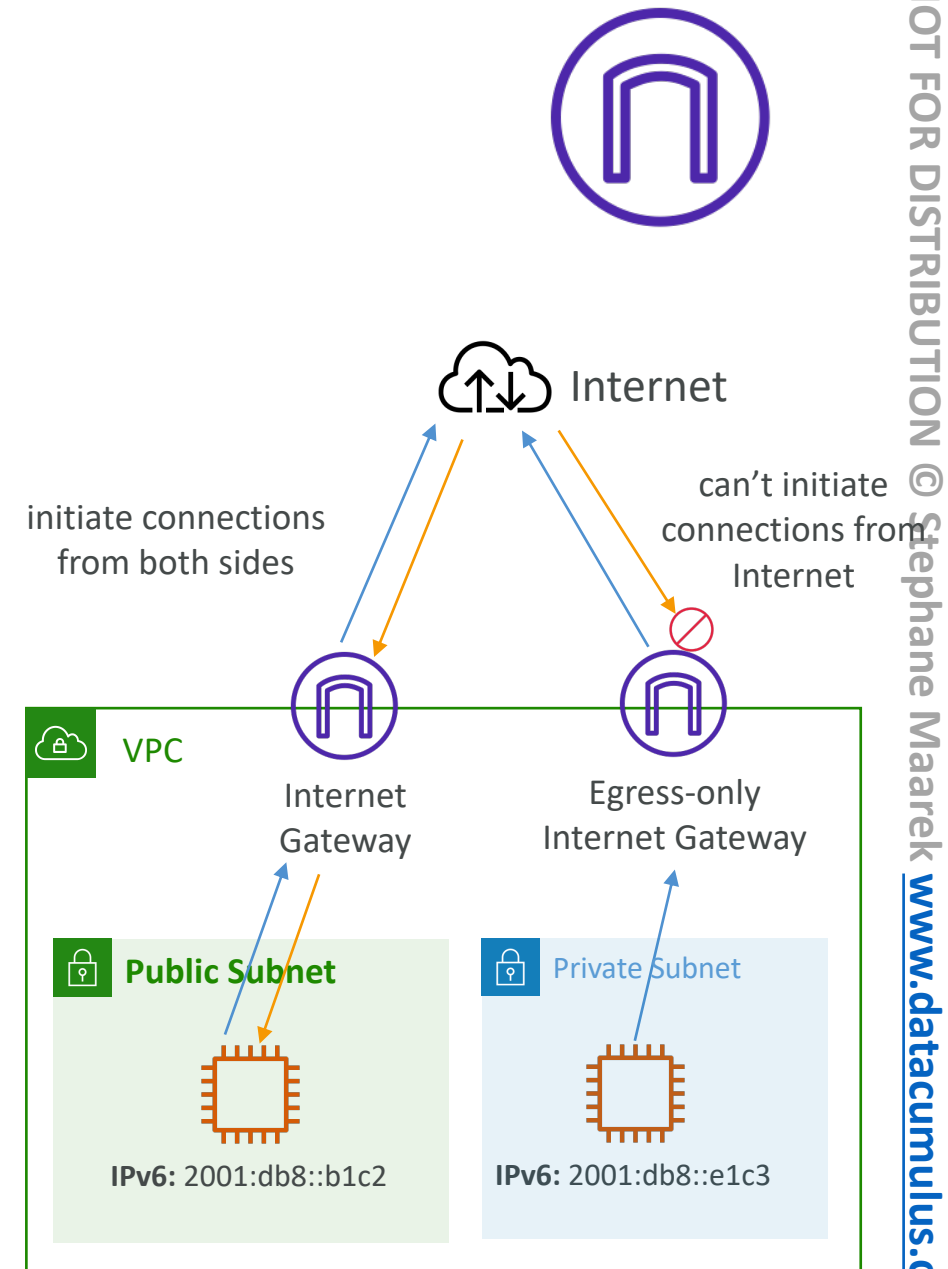 Internet
initiate connections
from both sides
can’t initiate
connections from
Internet
VPC
Internet
Gateway
Egress-only
Internet Gateway
Public Subnet
Private Subnet
IPv6: 2001:db8::b1c2
IPv6: 2001:db8::e1c3
OT FOR DISTRIBUTION © Stephane Maarek www.datacumulus.c